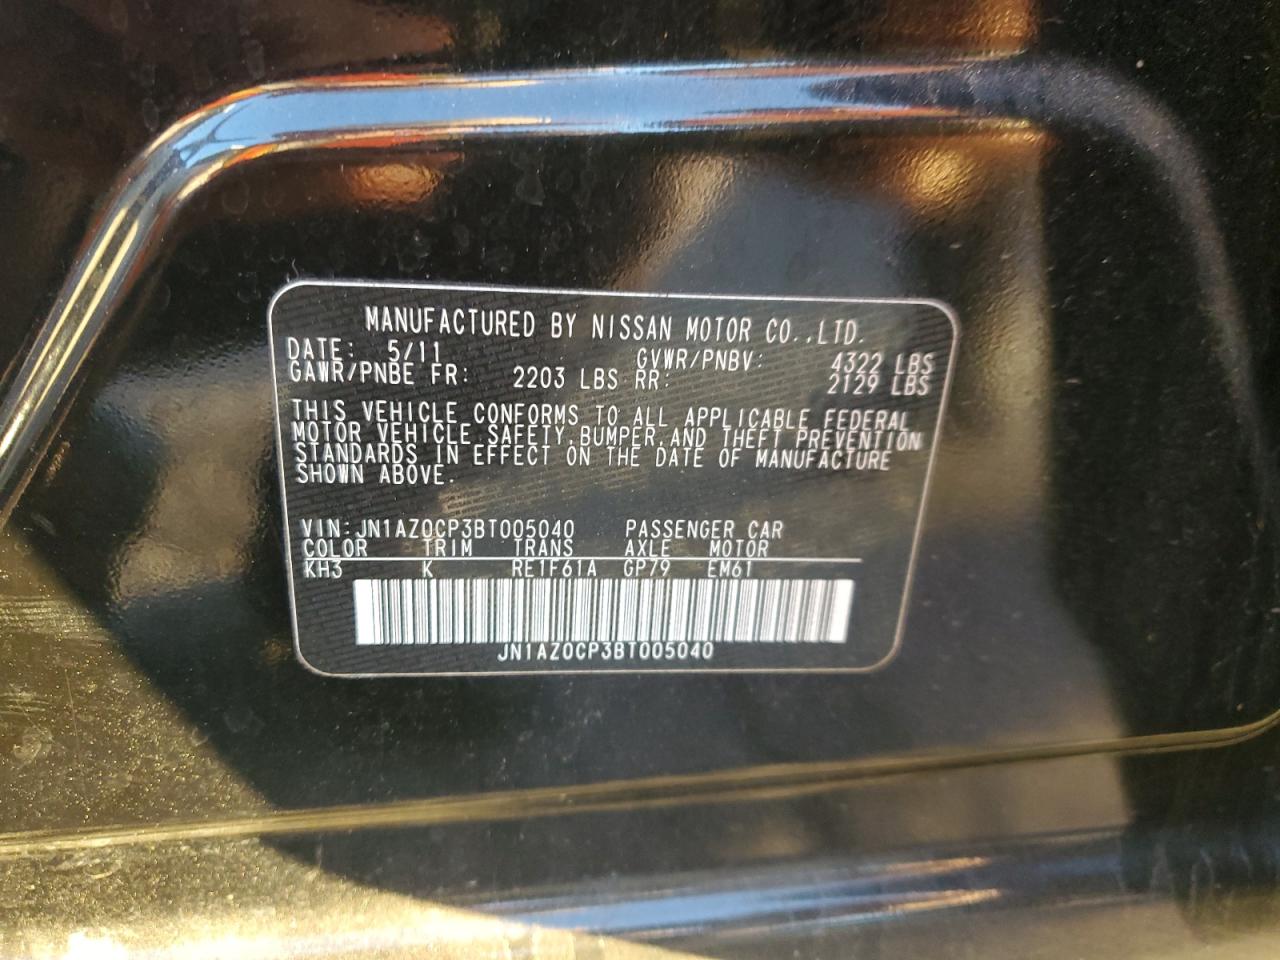 MANUFACTURED BY NISSAN MOTOR CO.,LTD.
DATE: 5/11 GVWR/PNBV: 4322 LBS
GAWR/PNBE FR: 2203 LBS RR: 2129 LBS
THIS VEHICLE CONFORMS TO ALL APPLICABLE FEDERAL
MOTOR VEHICLE SAFETY,BUMPER,AND THEFT PREVENTION
STANDARDS IN EFFECT ON THE DATE OF MANUFACTURE
SHOWN ABOVE.
VIN:JN1AZ0CP3BT005040 PASSENGER CAR
COLOR TRIM TRANS AXLE MOTOR
KH3 K RE1F61A GP79 EM61
JN1AZ0CP3BT005040